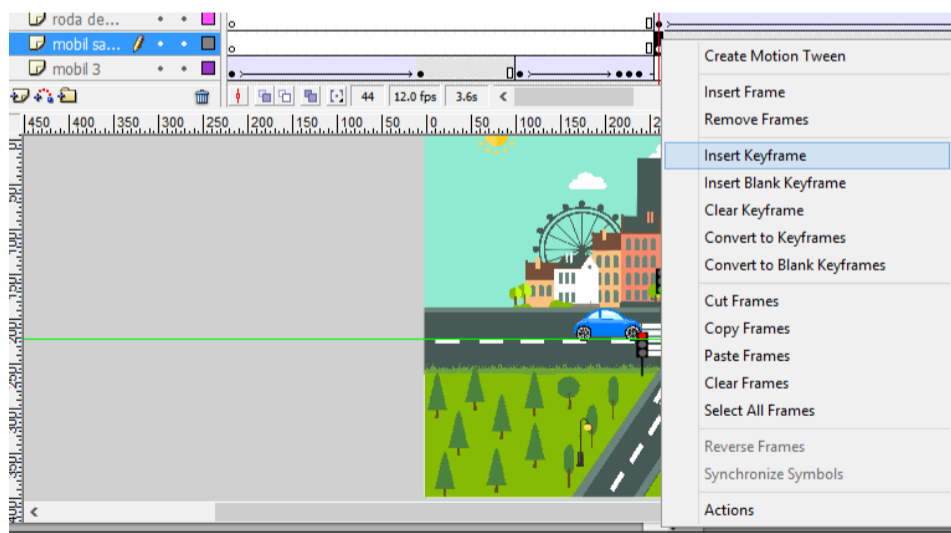 roda de...
mobil sa...
mobil 3
44 12.0 fps 3.6s
450 400 350 300 250 200 150 100 50 0 50 100 150 200
Create Motion Tween
Insert Frame
Remove Frames
Insert Keyframe
Insert Blank Keyframe
Clear Keyframe
Convert to Keyframes
Convert to Blank Keyframes
Cut Frames
Copy Frames
Paste Frames
Clear Frames
Select All Frames
Reverse Frames
Synchronize Symbols
Actions